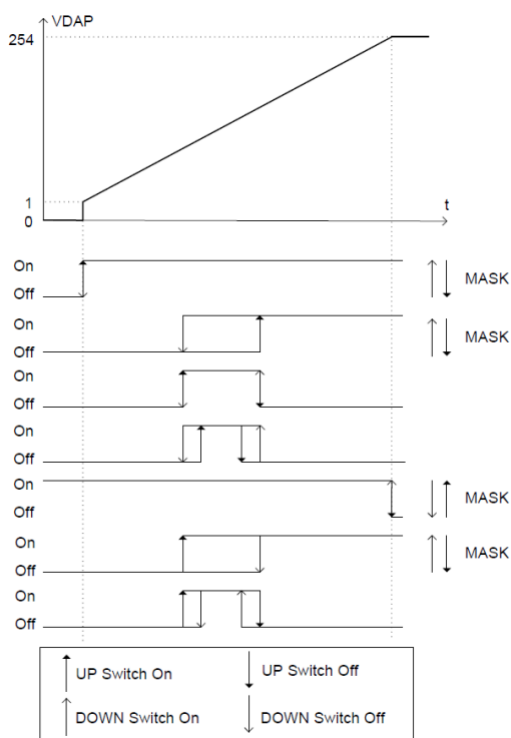 VDAP
254
1
0
t
On
Off
MASK
On
Off
MASK
On
Off
On
Off
On
Off
MASK
On
Off
MASK
On
Off
UP Switch On
UP Switch Off
DOWN Switch On
DOWN Switch Off